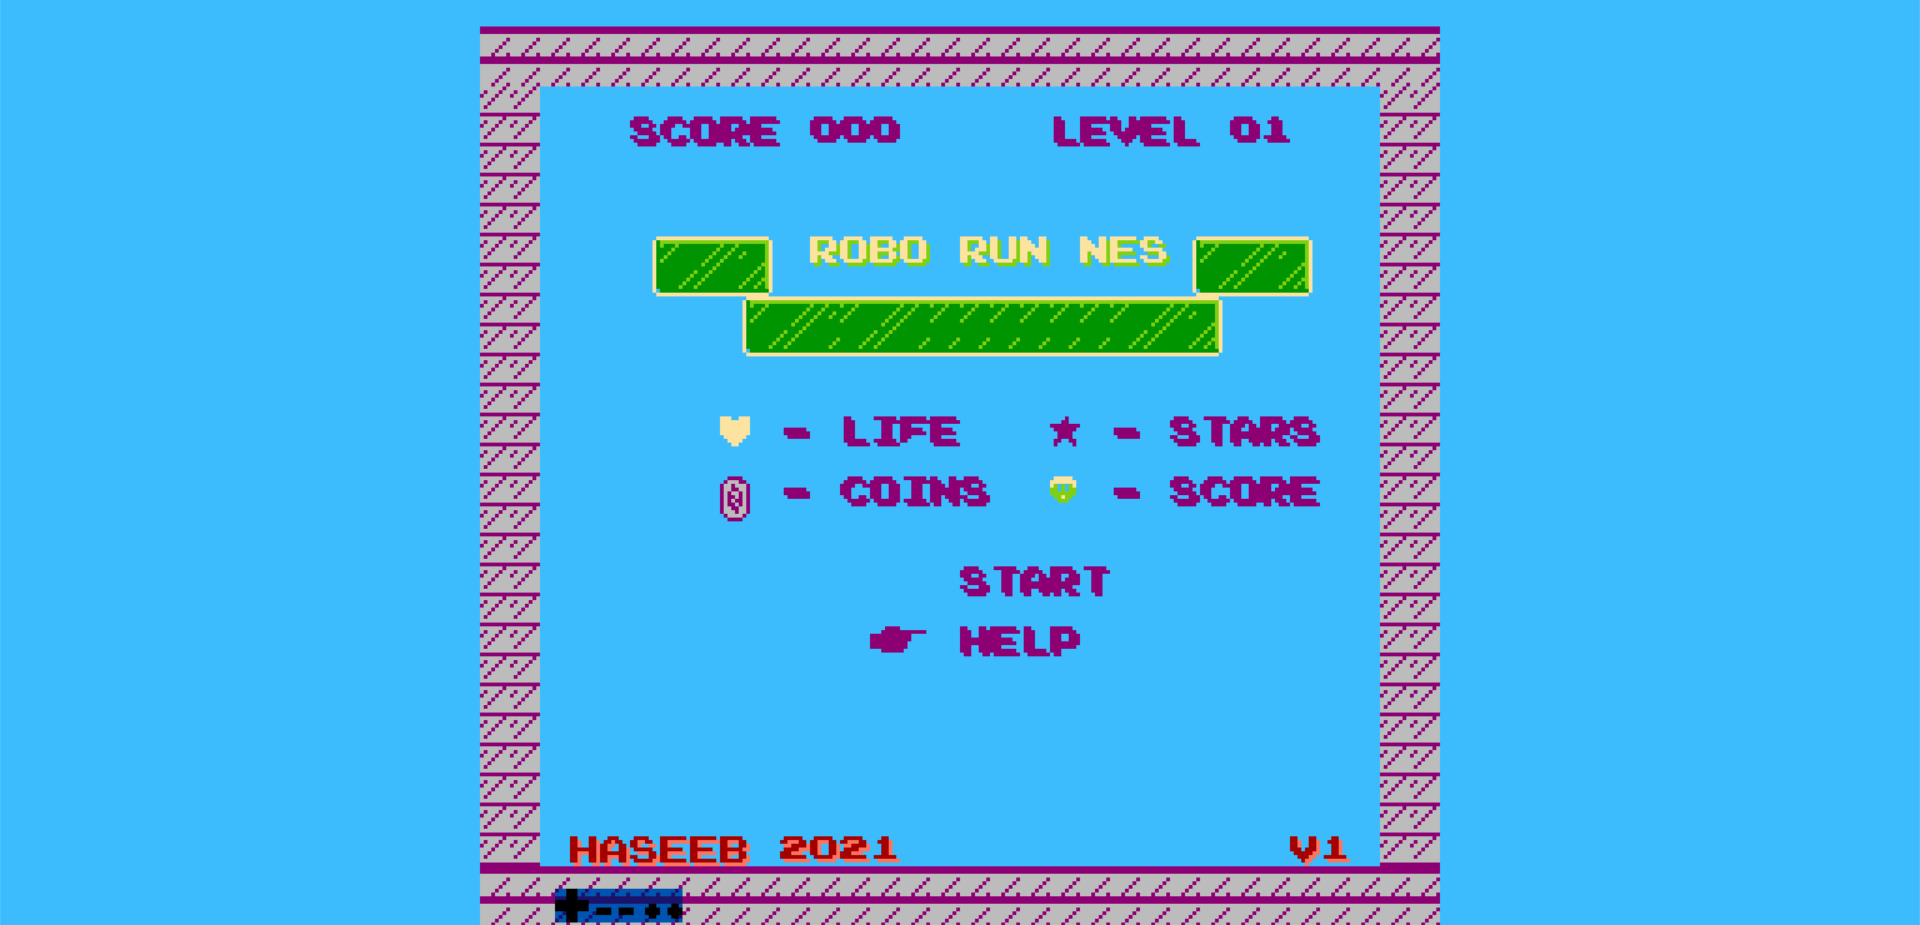 SCORE 000 LEVEL 01
ROBO RUN NES
- LIFE - STARS
- COINS - SCORE
START
HELP
HASEEB 2021 V1